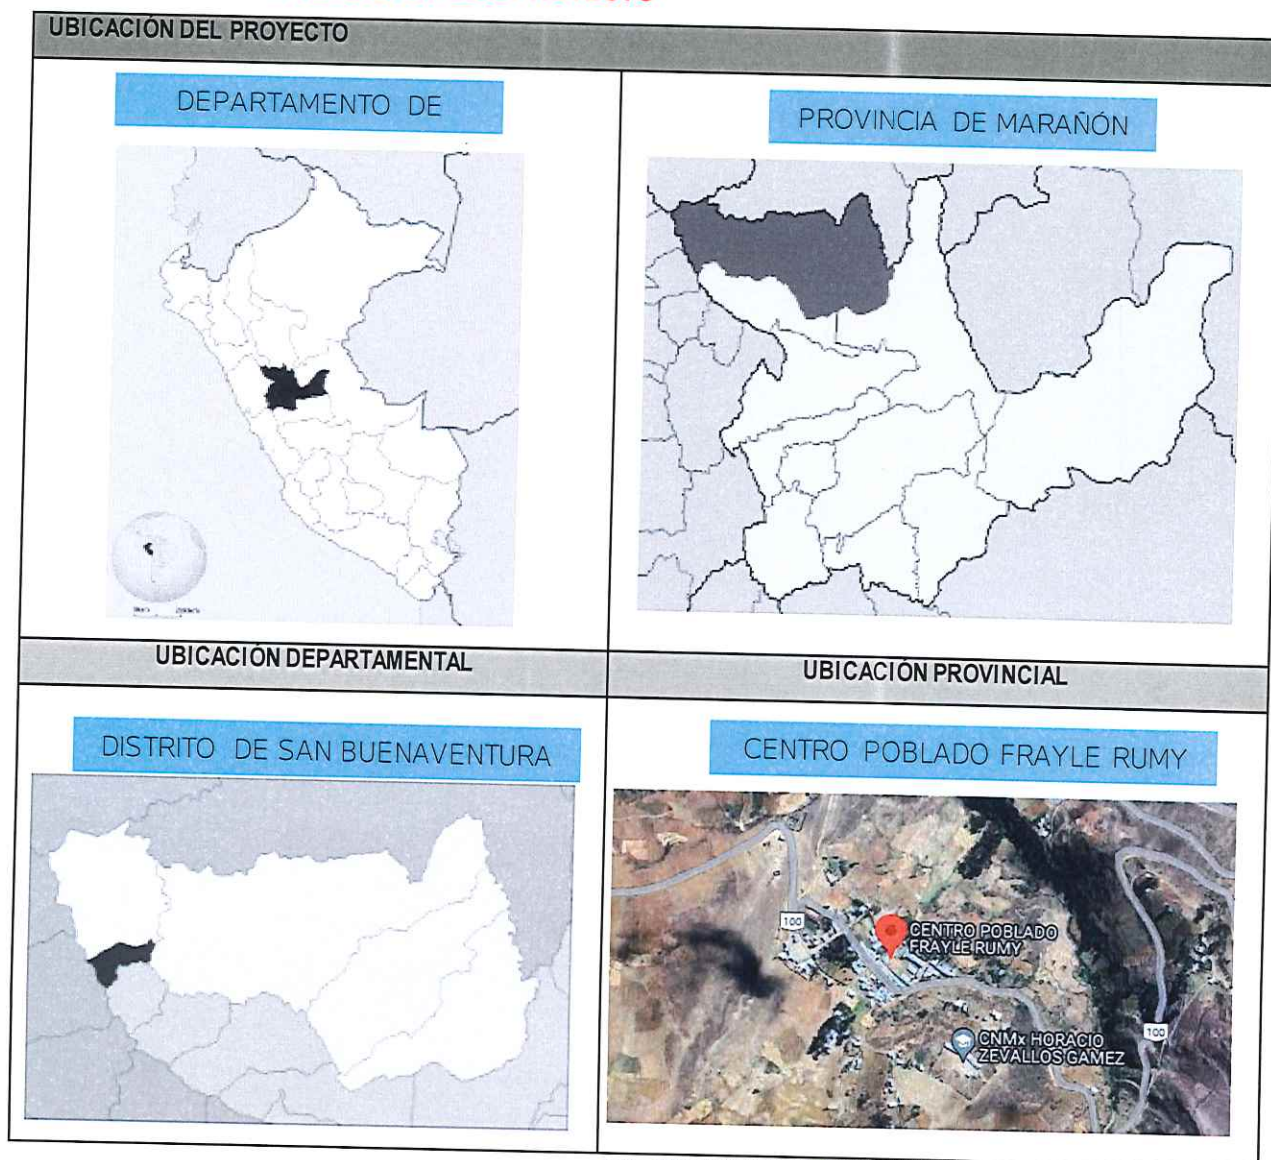 UBICACIÓN DEL PROYECTO
DEPARTAMENTO DE
PROVINCIA DE MARAÑÓN
UBICACIÓN DEPARTAMENTAL
UBICACIÓN PROVINCIAL
DISTRITO DE SAN BUENAVENTURA
CENTRO POBLADO FRAYLE RUMY
100
CENTRO POBLADO
FRAYLE RUMY
CNMx HORACIO
ZEVALLOS GAMEZ
100